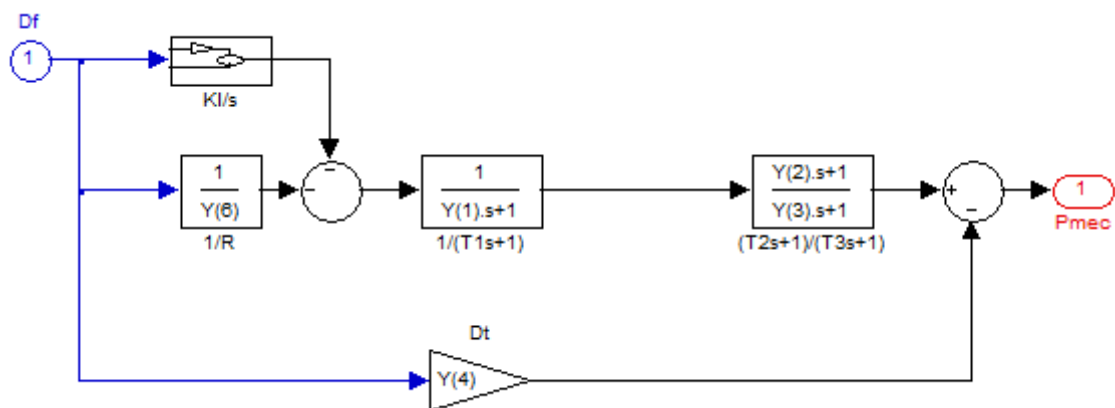 Df
1
KI/s
1
Y(6)
1/R
−
−
1
Y(1).s+1
1/(T1s+1)
Y(2).s+1
Y(3).s+1
(T2s+1)/(T3s+1)
+
−
1
Pmec
Dt
Y(4)